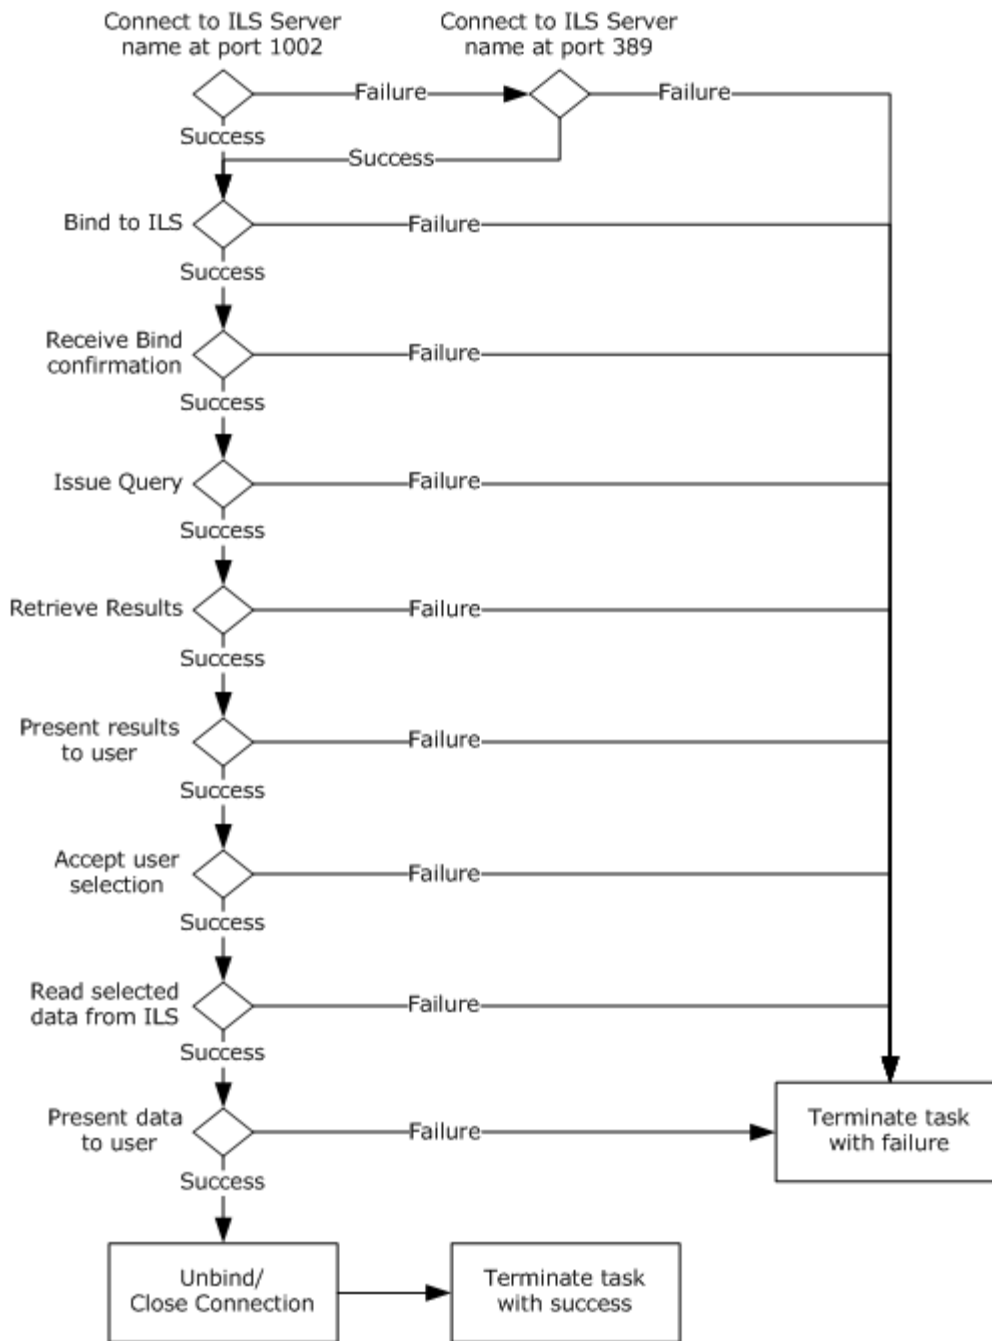 Connect to ILS Server
name at port 1002
Connect to ILS Server
name at port 389
Failure
Failure
Success
Success
Bind to ILS
Failure
Success
Receive Bind
confirmation
Failure
Success
Issue Query
Failure
Success
Retrieve Results
Failure
Success
Present results
to user
Failure
Success
Accept user
selection
Failure
Success
Read selected
data from ILS
Failure
Success
Present data
to user
Failure
Terminate task
with failure
Success
Unbind/
Close Connection
Terminate task
with success